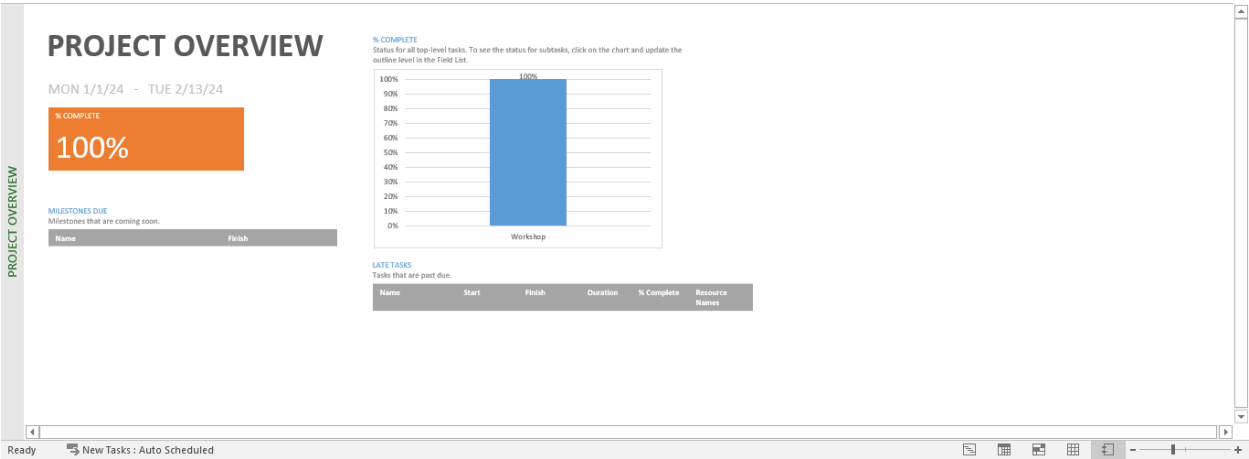 PROJECT OVERVIEW
PROJECT OVERVIEW
MON 1/1/24 - TUE 2/13/24
% COMPLETE
100%
MILESTONES DUE
Milestones that are coming soon.
Name Finish
% COMPLETE
Status for all top-level tasks. To see the status for subtasks, click on the chart and update the
outline level in the Field List.
100%
100%
90%
80%
70%
60%
50%
40%
30%
20%
10%
0%
Workshop
LATE TASKS
Tasks that are past due.
Name Start Finish Duration % Complete Resource
Names
Ready New Tasks : Auto Scheduled